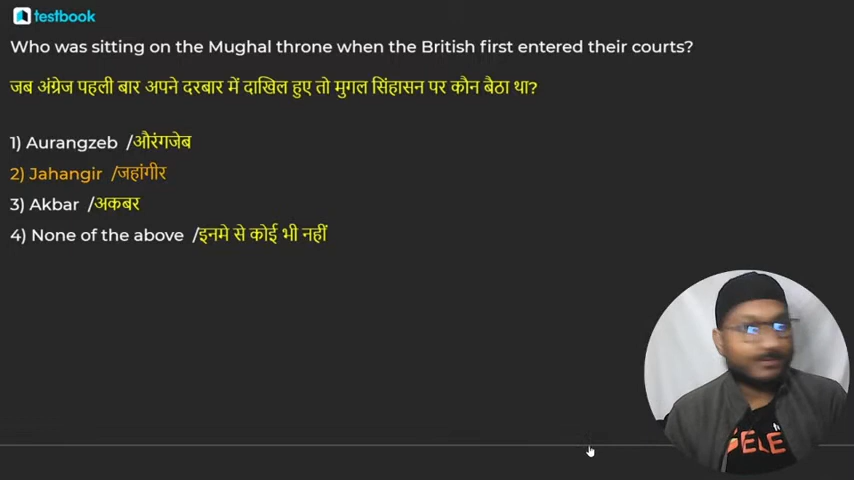 testbook
Who was sitting on the Mughal throne when the British first entered their courts?
जब अंग्रेज पहली बार अपने दरबार में दाखिल हुए तो मुगल सिंहासन पर कौन बैठा था?
1) Aurangzeb /औरंगजेब
2) Jahangir /जहांगीर
3) Akbar /अकबर
4) None of the above /इनमे से कोई भी नहीं